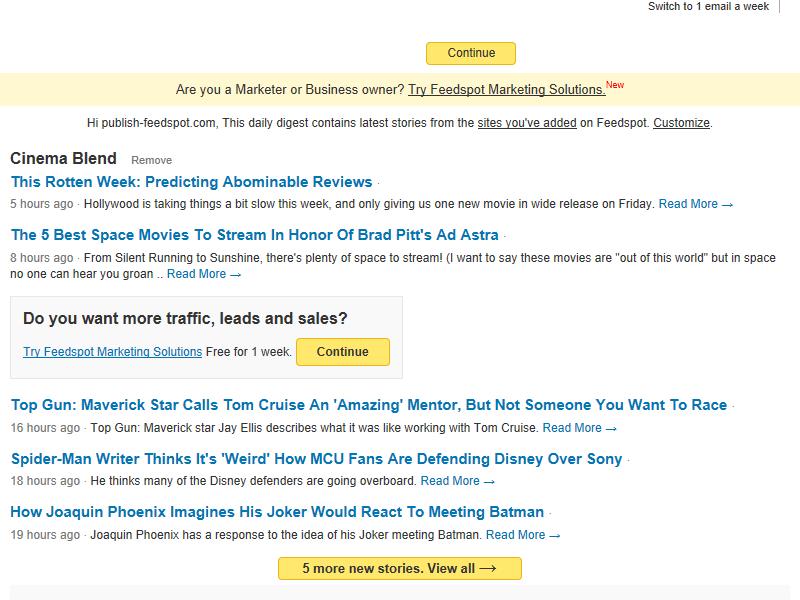 Switch to 1 email a week
Continue
Are you a Marketer or Business owner? Try Feedspot Marketing Solutions.New
Hi publish-feedspot.com, This daily digest contains latest stories from the sites you've added on Feedspot. Customize.
Cinema Blend Remove
This Rotten Week: Predicting Abominable Reviews ·
5 hours ago · Hollywood is taking things a bit slow this week, and only giving us one new movie in wide release on Friday. Read More →
The 5 Best Space Movies To Stream In Honor Of Brad Pitt's Ad Astra ·
8 hours ago · From Silent Running to Sunshine, there's plenty of space to stream! (I want to say these movies are "out of this world" but in space
no one can hear you groan .. Read More →
Do you want more traffic, leads and sales?
Try Feedspot Marketing Solutions Free for 1 week. Continue
Top Gun: Maverick Star Calls Tom Cruise An 'Amazing' Mentor, But Not Someone You Want To Race ·
16 hours ago · Top Gun: Maverick star Jay Ellis describes what it was like working with Tom Cruise. Read More →
Spider-Man Writer Thinks It's 'Weird' How MCU Fans Are Defending Disney Over Sony ·
18 hours ago · He thinks many of the Disney defenders are going overboard. Read More →
How Joaquin Phoenix Imagines His Joker Would React To Meeting Batman ·
19 hours ago · Joaquin Phoenix has a response to the idea of his Joker meeting Batman. Read More →
5 more new stories. View all →